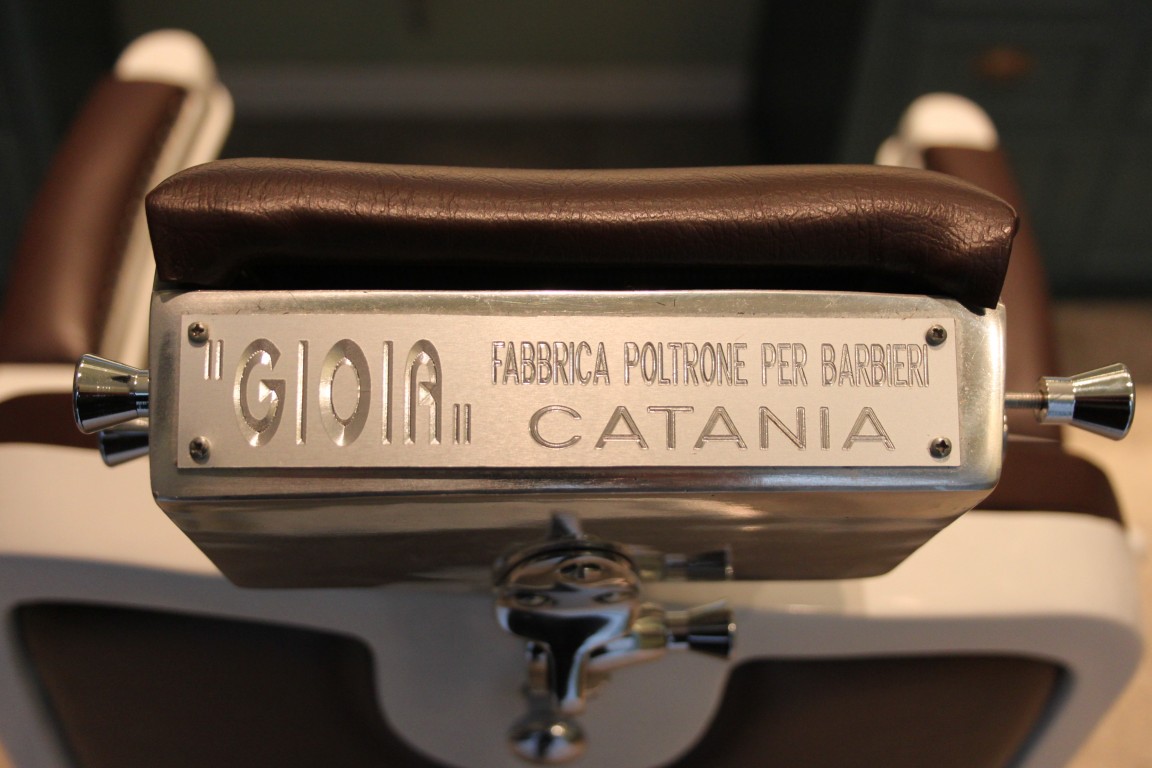 "GIOIA"
FABBRICA POLTRONE PER BARBIERI
CATANIA